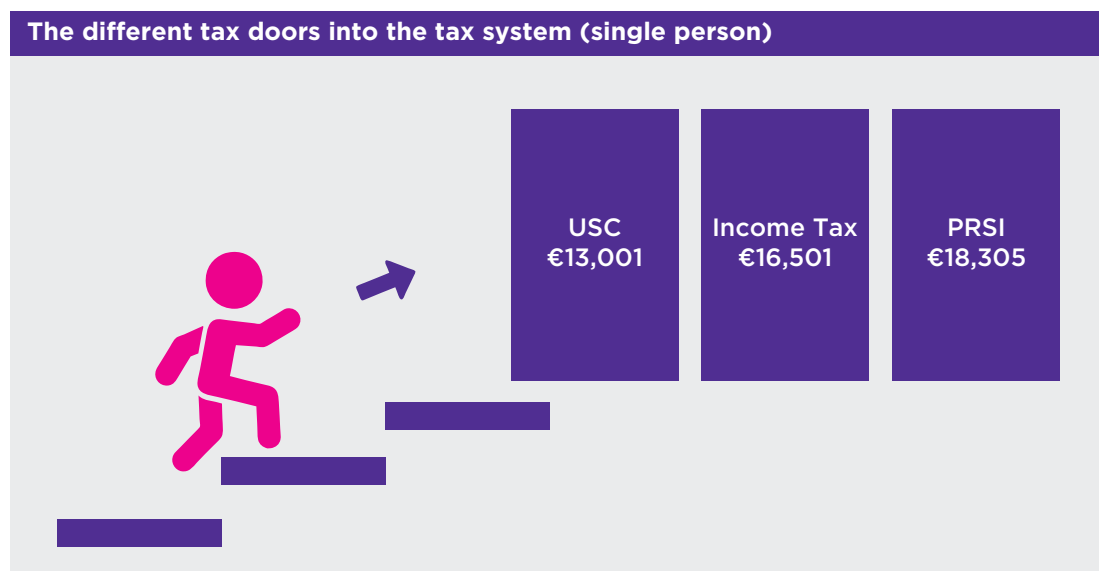 The different tax doors into the tax system (single person)
USC
€13,001
Income Tax
€16,501
PRSI
€18,305